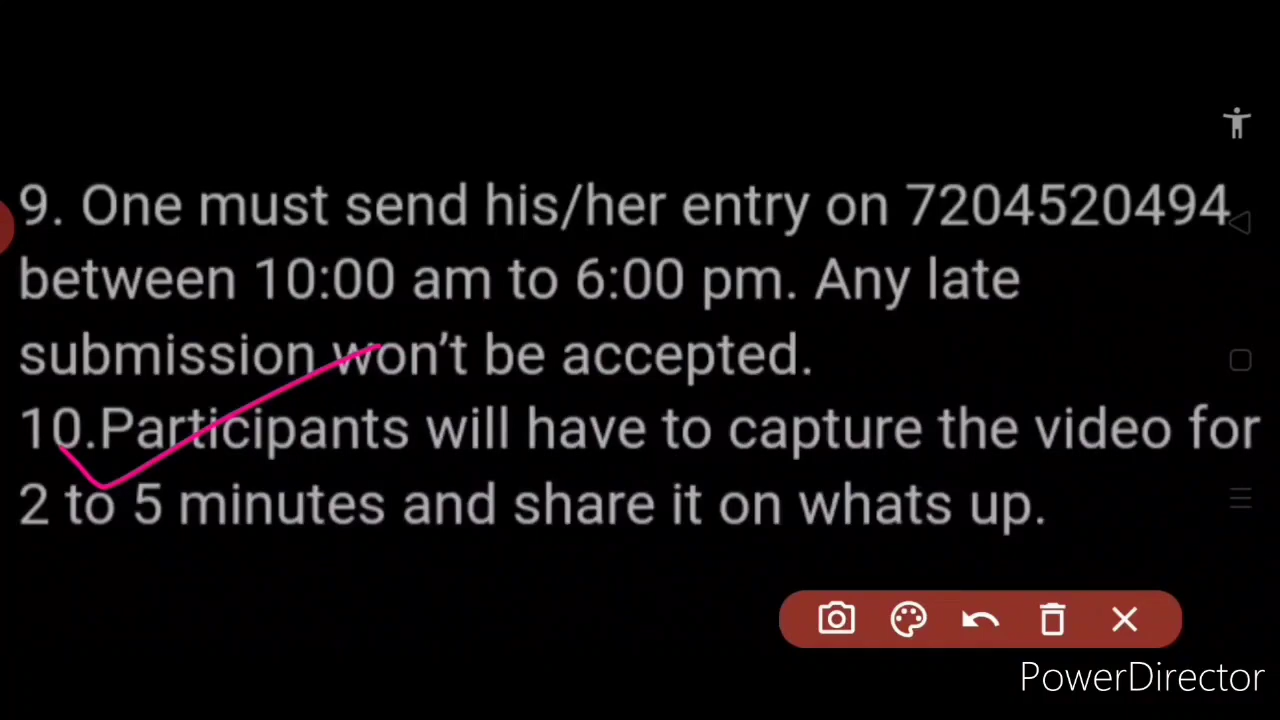 9. One must send his/her entry on 7204520494
between 10:00 am to 6:00 pm. Any late
submission won’t be accepted.
10.Participants will have to capture the video for
2 to 5 minutes and share it on whats up.
PowerDirector